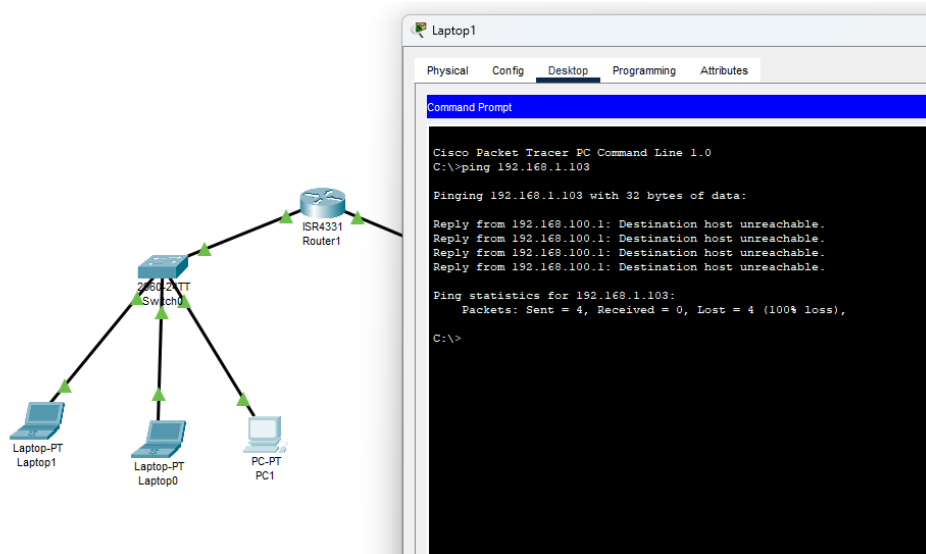 Laptop1
Physical Config Desktop Programming Attributes
Command Prompt
Cisco Packet Tracer PC Command Line 1.0
C:\>ping 192.168.1.103
Pinging 192.168.1.103 with 32 bytes of data:
Reply from 192.168.100.1: Destination host unreachable.
Reply from 192.168.100.1: Destination host unreachable.
Reply from 192.168.100.1: Destination host unreachable.
Reply from 192.168.100.1: Destination host unreachable.
Ping statistics for 192.168.1.103:
Packets: Sent = 4, Received = 0, Lost = 4 (100% loss),
C:\>
ISR4331
Router1
2960-24TT
Switch0
Laptop-PT
Laptop1
Laptop-PT
Laptop0
PC-PT
PC1